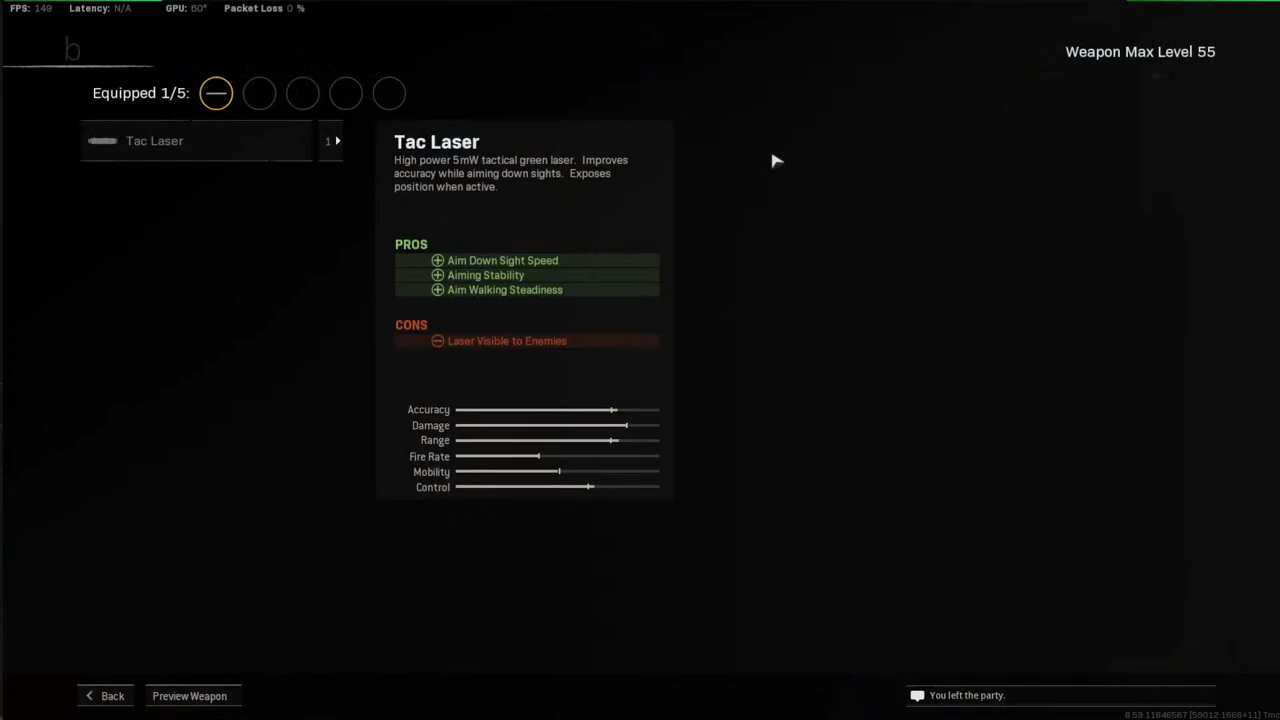 FPS: 149 Latency: N/A GPU: 60° Packet Loss 0 %
b
Weapon Max Level 55
Equipped 1/5:
Tac Laser 1
Tac Laser
High power 5mW tactical green laser. Improves
accuracy while aiming down sights. Exposes
position when active.
PROS
Aim Down Sight Speed
Aiming Stability
Aim Walking Steadiness
CONS
Laser Visible to Enemies
Accuracy
Damage
Range
Fire Rate
Mobility
Control
Back
Preview Weapon
You left the party.